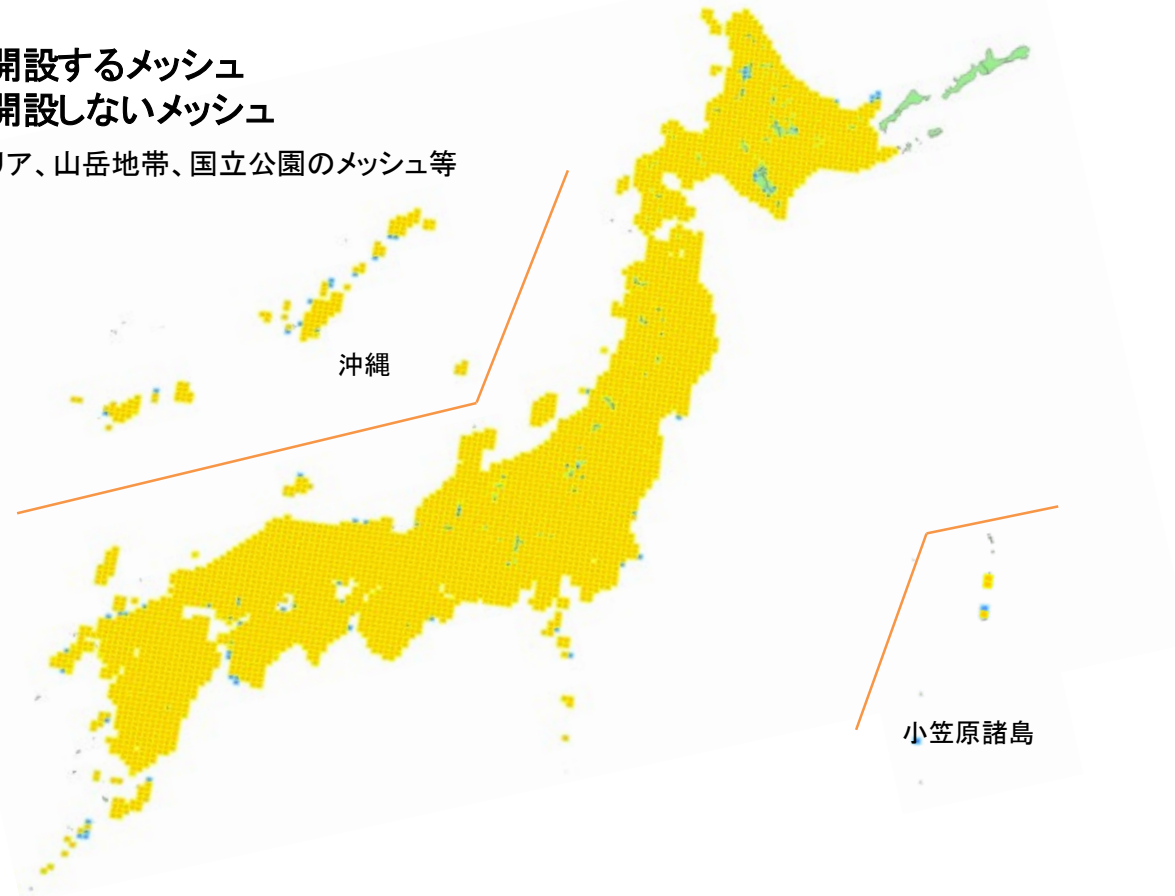 開設するメッシュ
開設しないメッシュ
リア、山岳地帯、国立公園のメッシュ等
沖縄
小笠原諸島